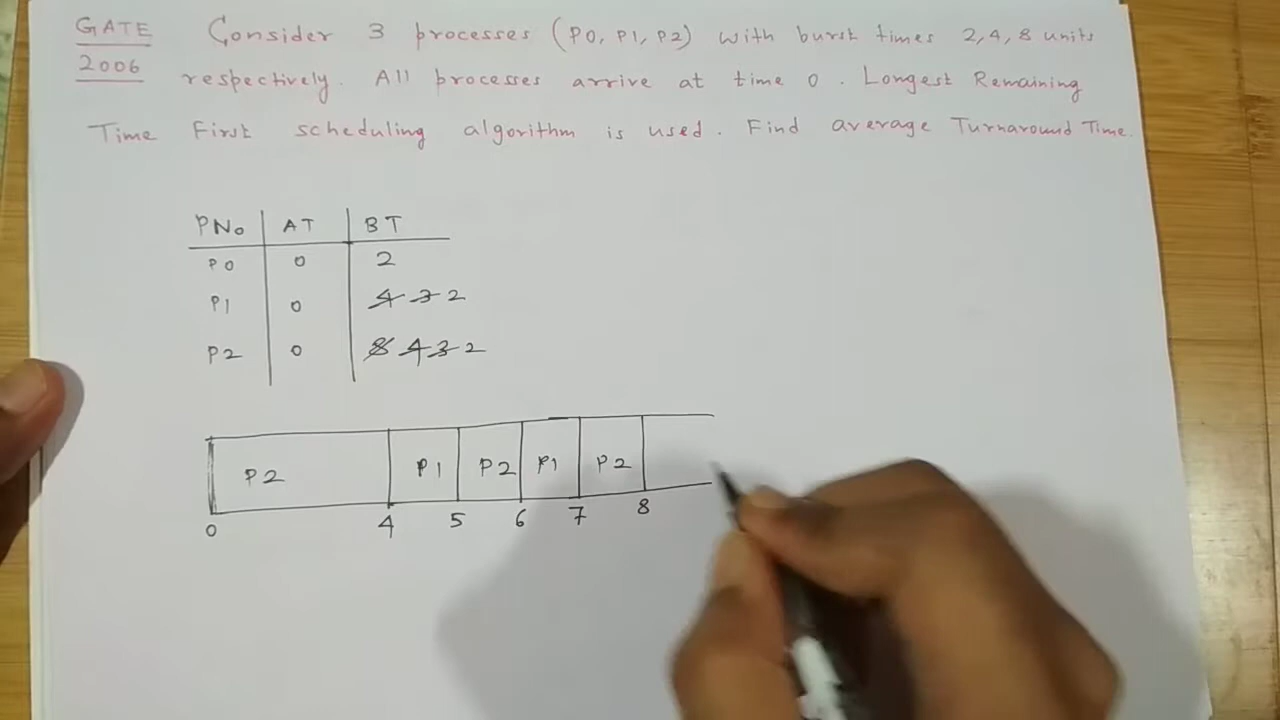 GATE 2006 Consider 3 processes (P0, P1, P2) with burst times 2, 4, 8 units
respectively. All processes arrive at time 0. Longest Remaining
Time First scheduling algorithm is used. Find average Turnaround Time.
PNo AT BT
P0 0 2
P1 0 4 3 2
P2 0 8 4 3 2
P2 P1 P2 P1 P2
0 4 5 6 7 8